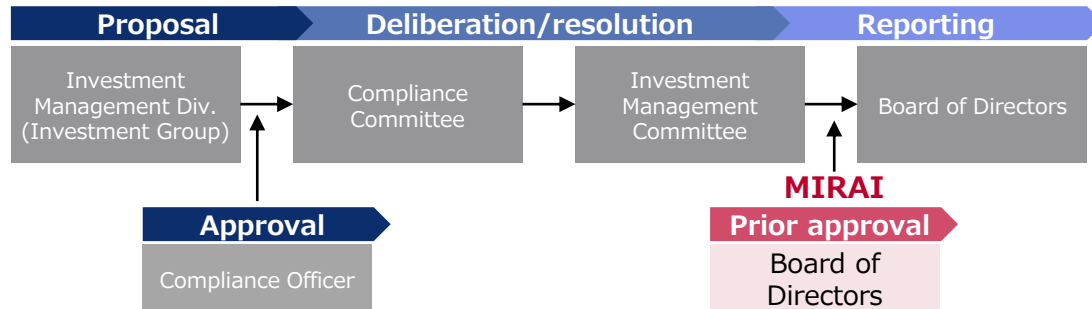 Proposal
Deliberation/resolution
Reporting
Investment
Management Div.
(Investment Group)
Compliance
Committee
Investment
Management
Committee
Board of Directors
MIRAI
Approval
Prior approval
Compliance Officer
Board of
Directors